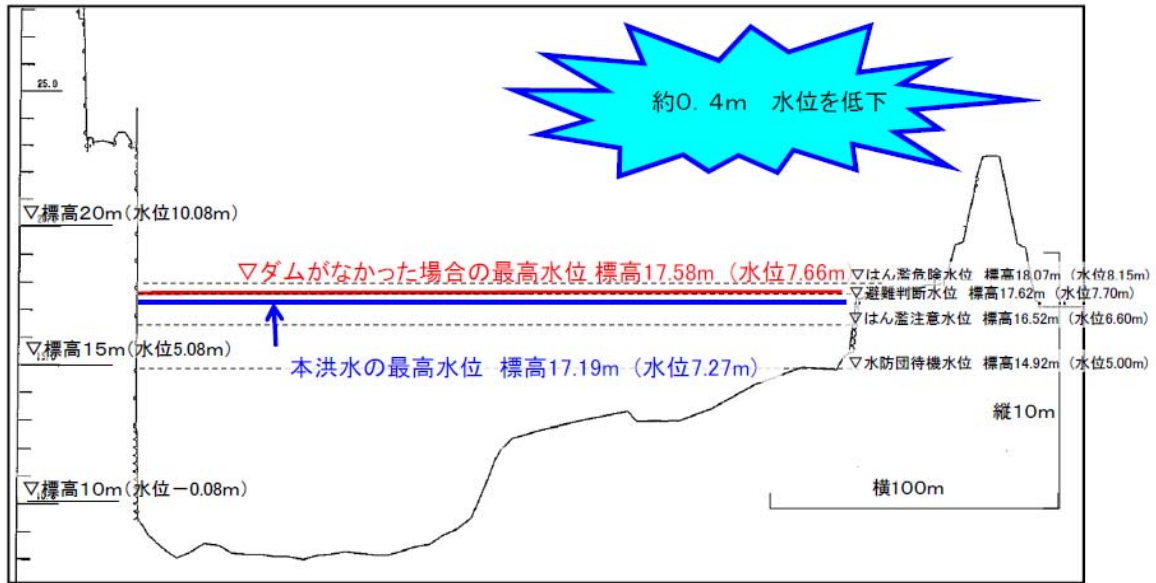 約0.4m 水位を低下
25.0
▽標高20m(水位10.08m)
▽ダムがなかった場合の最高水位 標高17.58m (水位7.66m
▽はん濫危険水位 標高18.07m (水位8.15m)
▽避難判断水位 標高17.62m (水位7.70m)
▽はん濫注意水位 標高16.52m (水位6.60m)
▽標高15m(水位5.08m)
本洪水の最高水位 標高17.19m (水位7.27m)
▽水防団待機水位 標高14.92m (水位5.00m)
縦10m
▽標高10m(水位-0.08m)
横100m